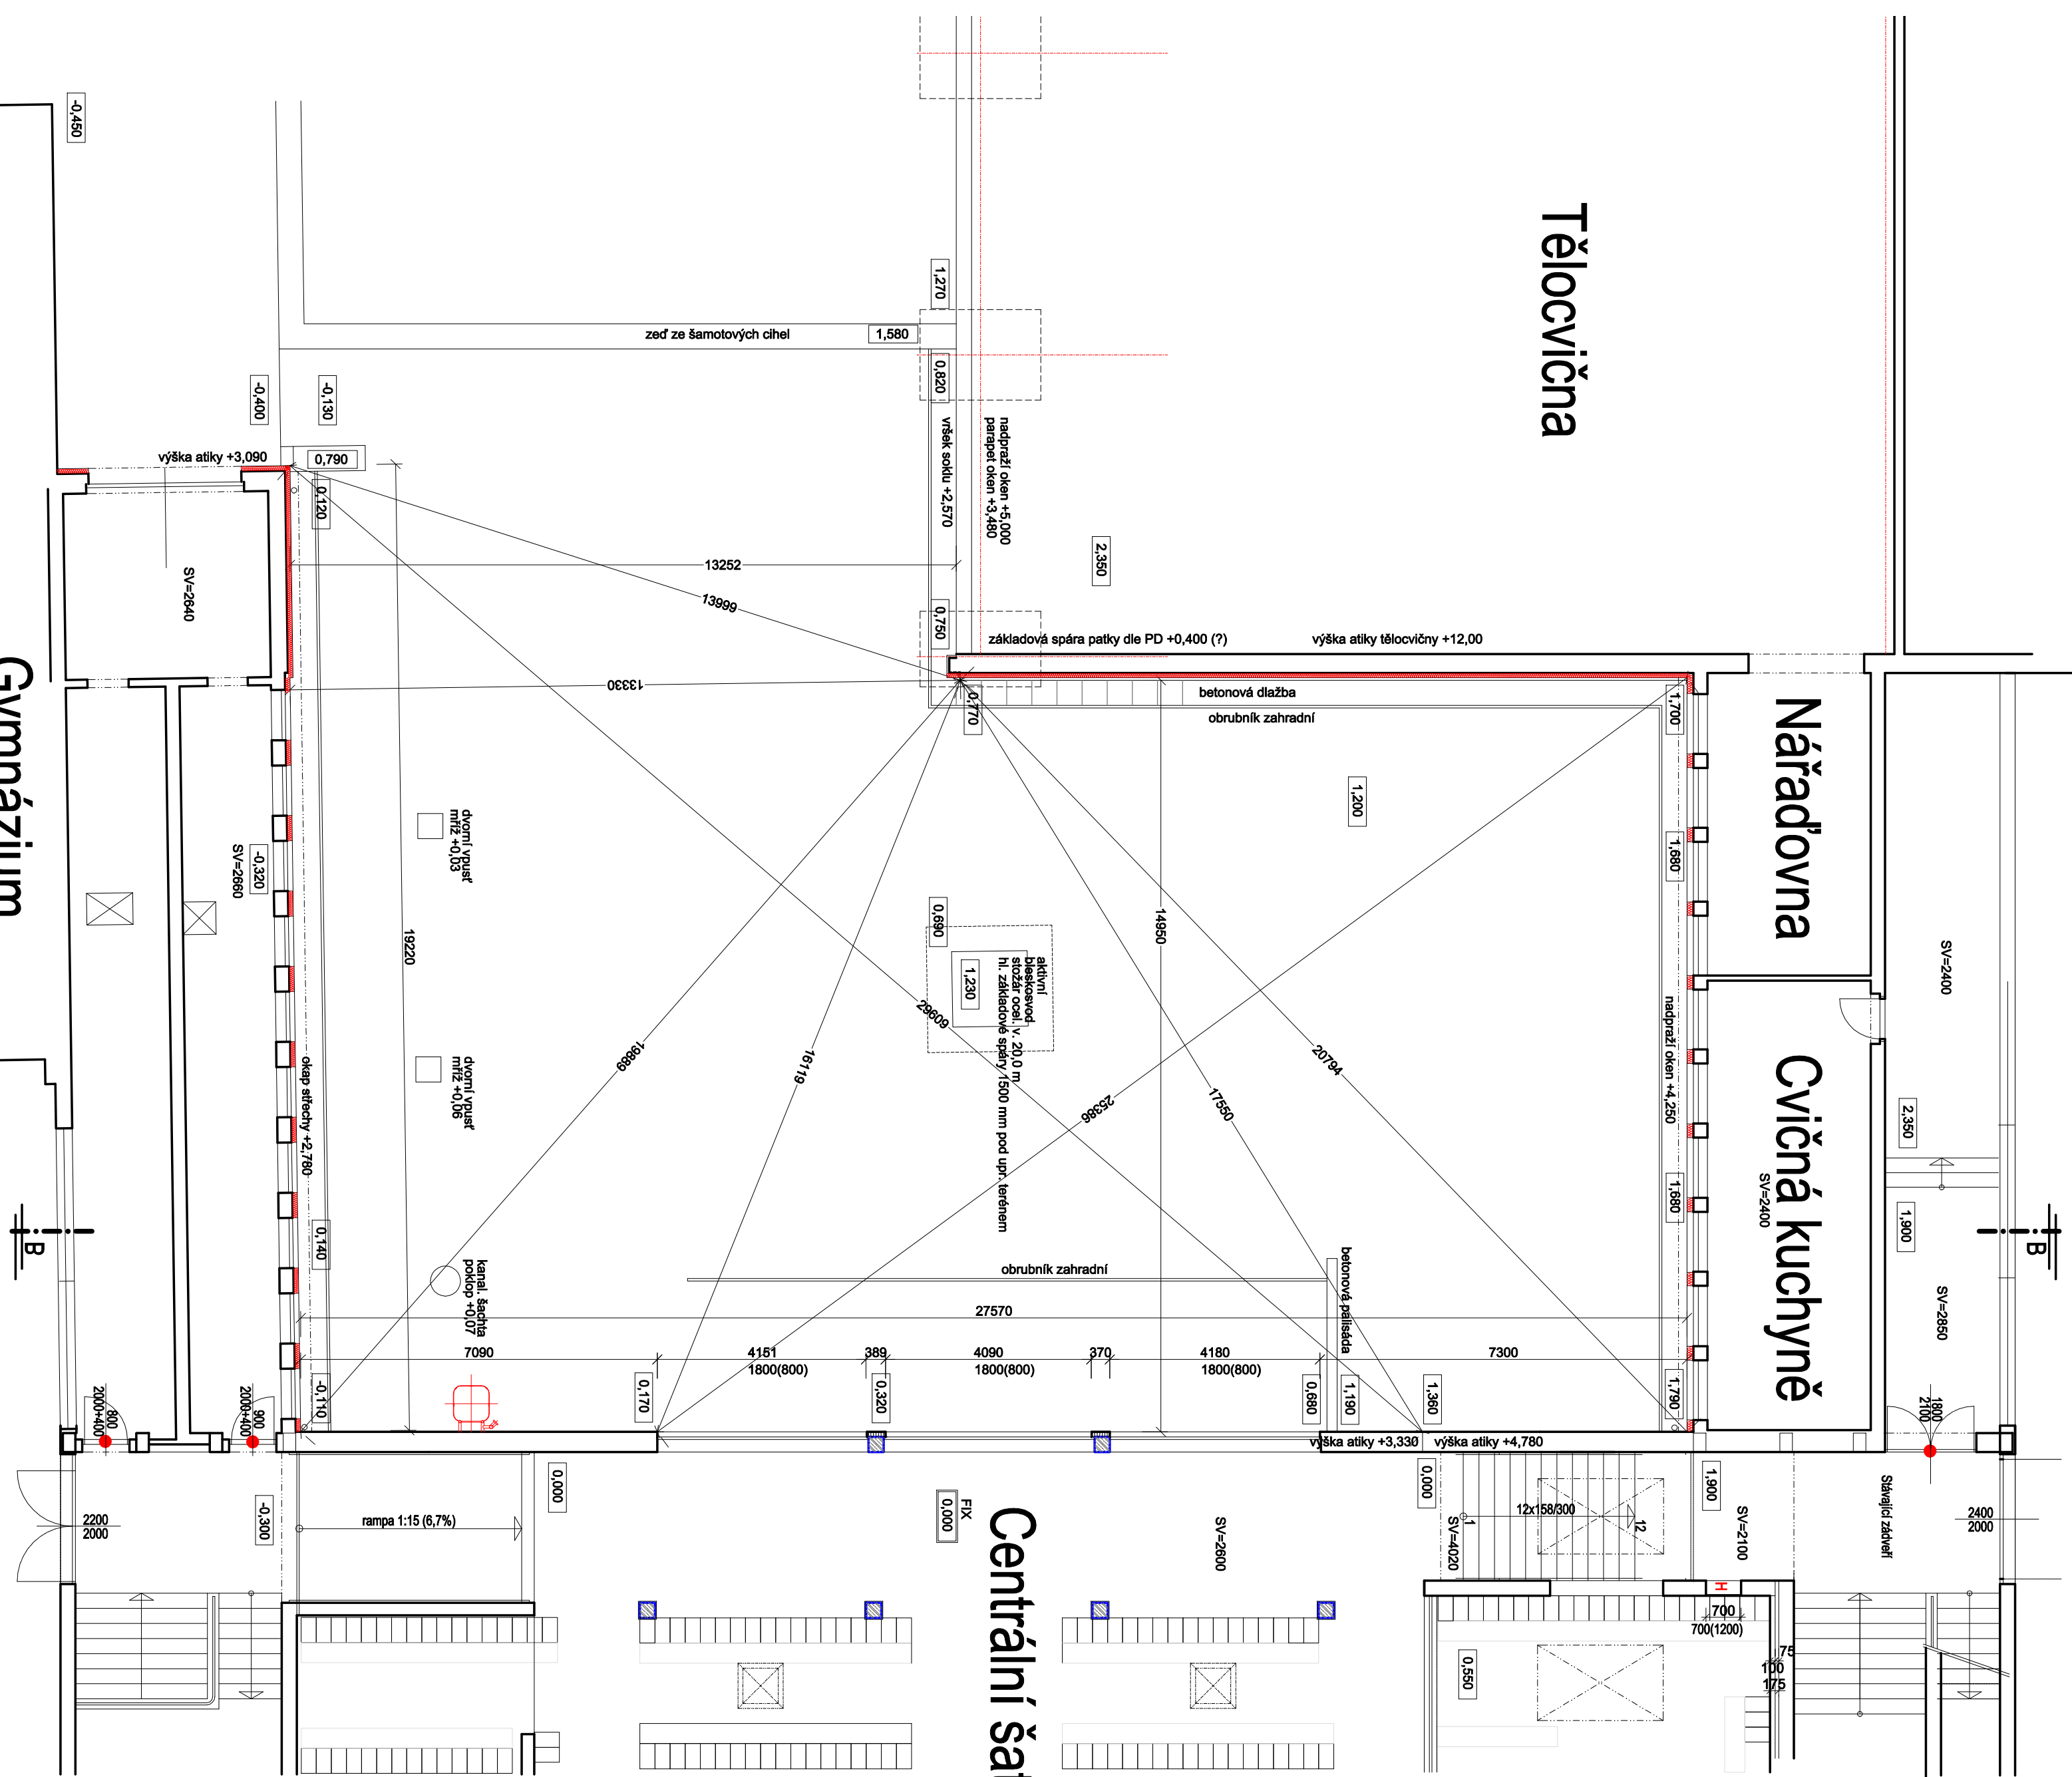 Tělocvična
Nářaďovna
Cvičná kuchyně
SV=2400
Gymnázium
Centrální
-0,450
1,270
zeď ze šamotových cihel
1,580
0,820
-0,400
-0,130
vršek soklu +2,570
nadpraží oken +5,000
parapet oken +3,480
výška atiky +3,090
0,790
0,120
2,350
13252
13999
SV=2640
0,750
základová spára patky dle PD +0,400 (?)
výška atiky tělocvičny +12,00
13330
0,770
betonová dlažba
obrubník zahradní
1,700
1,200
dvorní vpusť
mříž +0,03
1,680
-0,320
SV=2660
0,690
14950
19220
SV=2400
aktivní
bleskosvod
stožár ocel. v. 20,0 m
hl. základové spáry 1500 mm pod upr. terénem
1,230
29609
nadpraží oken +4,250
19889
16119
20794
17550
25386
okap střechy +2,780
dvorní vpusť
mříž +0,06
2,350
1,680
1,900
0,140
kanal. šachta
poklop +0,07
obrubník zahradní
betonová palisáda
B
B
SV=2850
27570
7090
4151
1800(800)
389
4090
1800(800)
370
4180
1800(800)
7300
-0,110
0,170
0,320
0,680
1,190
1,360
1,790
800
2000+400
900
2000+400
1800
2100
výška atiky +3,330
výška atiky +4,780
0,000
0,000
1,900
-0,300
rampa 1:15 (6,7%)
FIX
0,000
SV=2600
12x158/300
1
12
SV=4020
SV=2100
Stávající zádveří
2200
2000
2400
2000
H
700
700(1200)
0,550
75
100
175